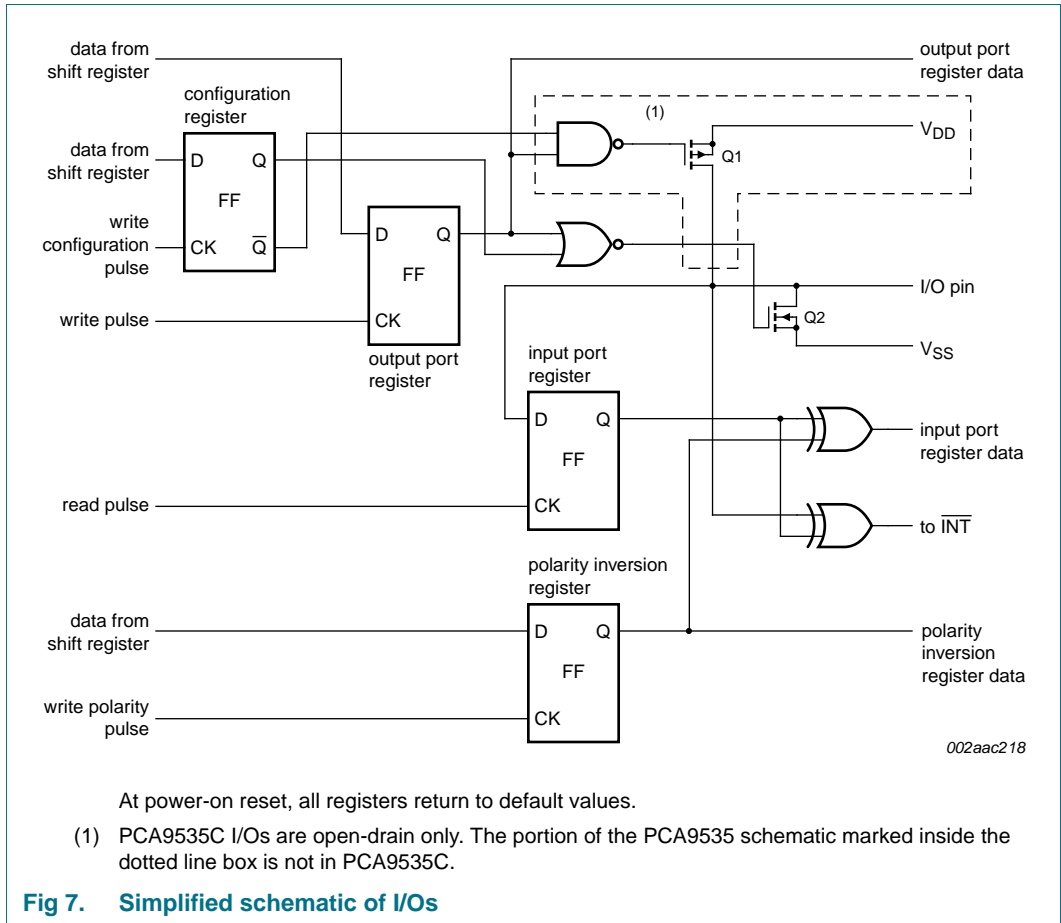 data from
shift register
output port
register data
configuration
register
(1)
VDD
Q1
data from
shift register
D
Q
FF
write
configuration
pulse
CK
Q
D
Q
FF
I/O pin
Q2
write pulse
CK
VSS
output port
register
input port
register
D
Q
FF
input port
register data
read pulse
CK
to INT
polarity inversion
register
data from
shift register
D
Q
FF
polarity
inversion
register data
write polarity
pulse
CK
002aac218
At power-on reset, all registers return to default values.
(1) PCA9535C I/Os are open-drain only. The portion of the PCA9535 schematic marked inside the
dotted line box is not in PCA9535C.
Fig 7. Simplified schematic of I/Os